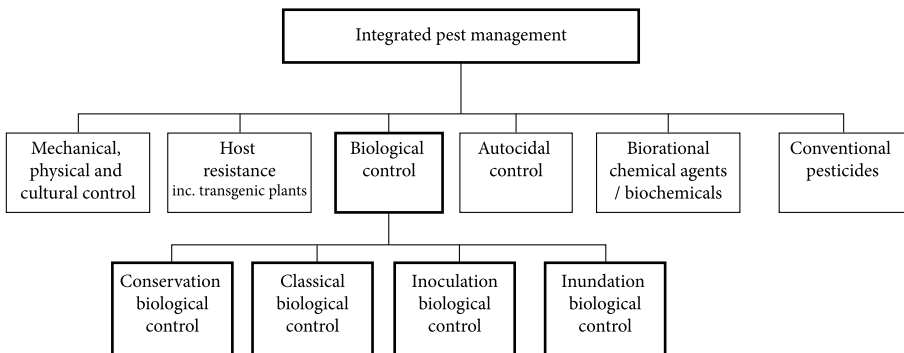 Integrated pest management
Mechanical,
physical and
cultural control
Host
resistance
inc. transgenic plants
Biological
control
Autocidal
control
Biorational
chemical agents
/ biochemicals
Conventional
pesticides
Conservation
biological
control
Classical
biological
control
Inoculation
biological
control
Inundation
biological
control